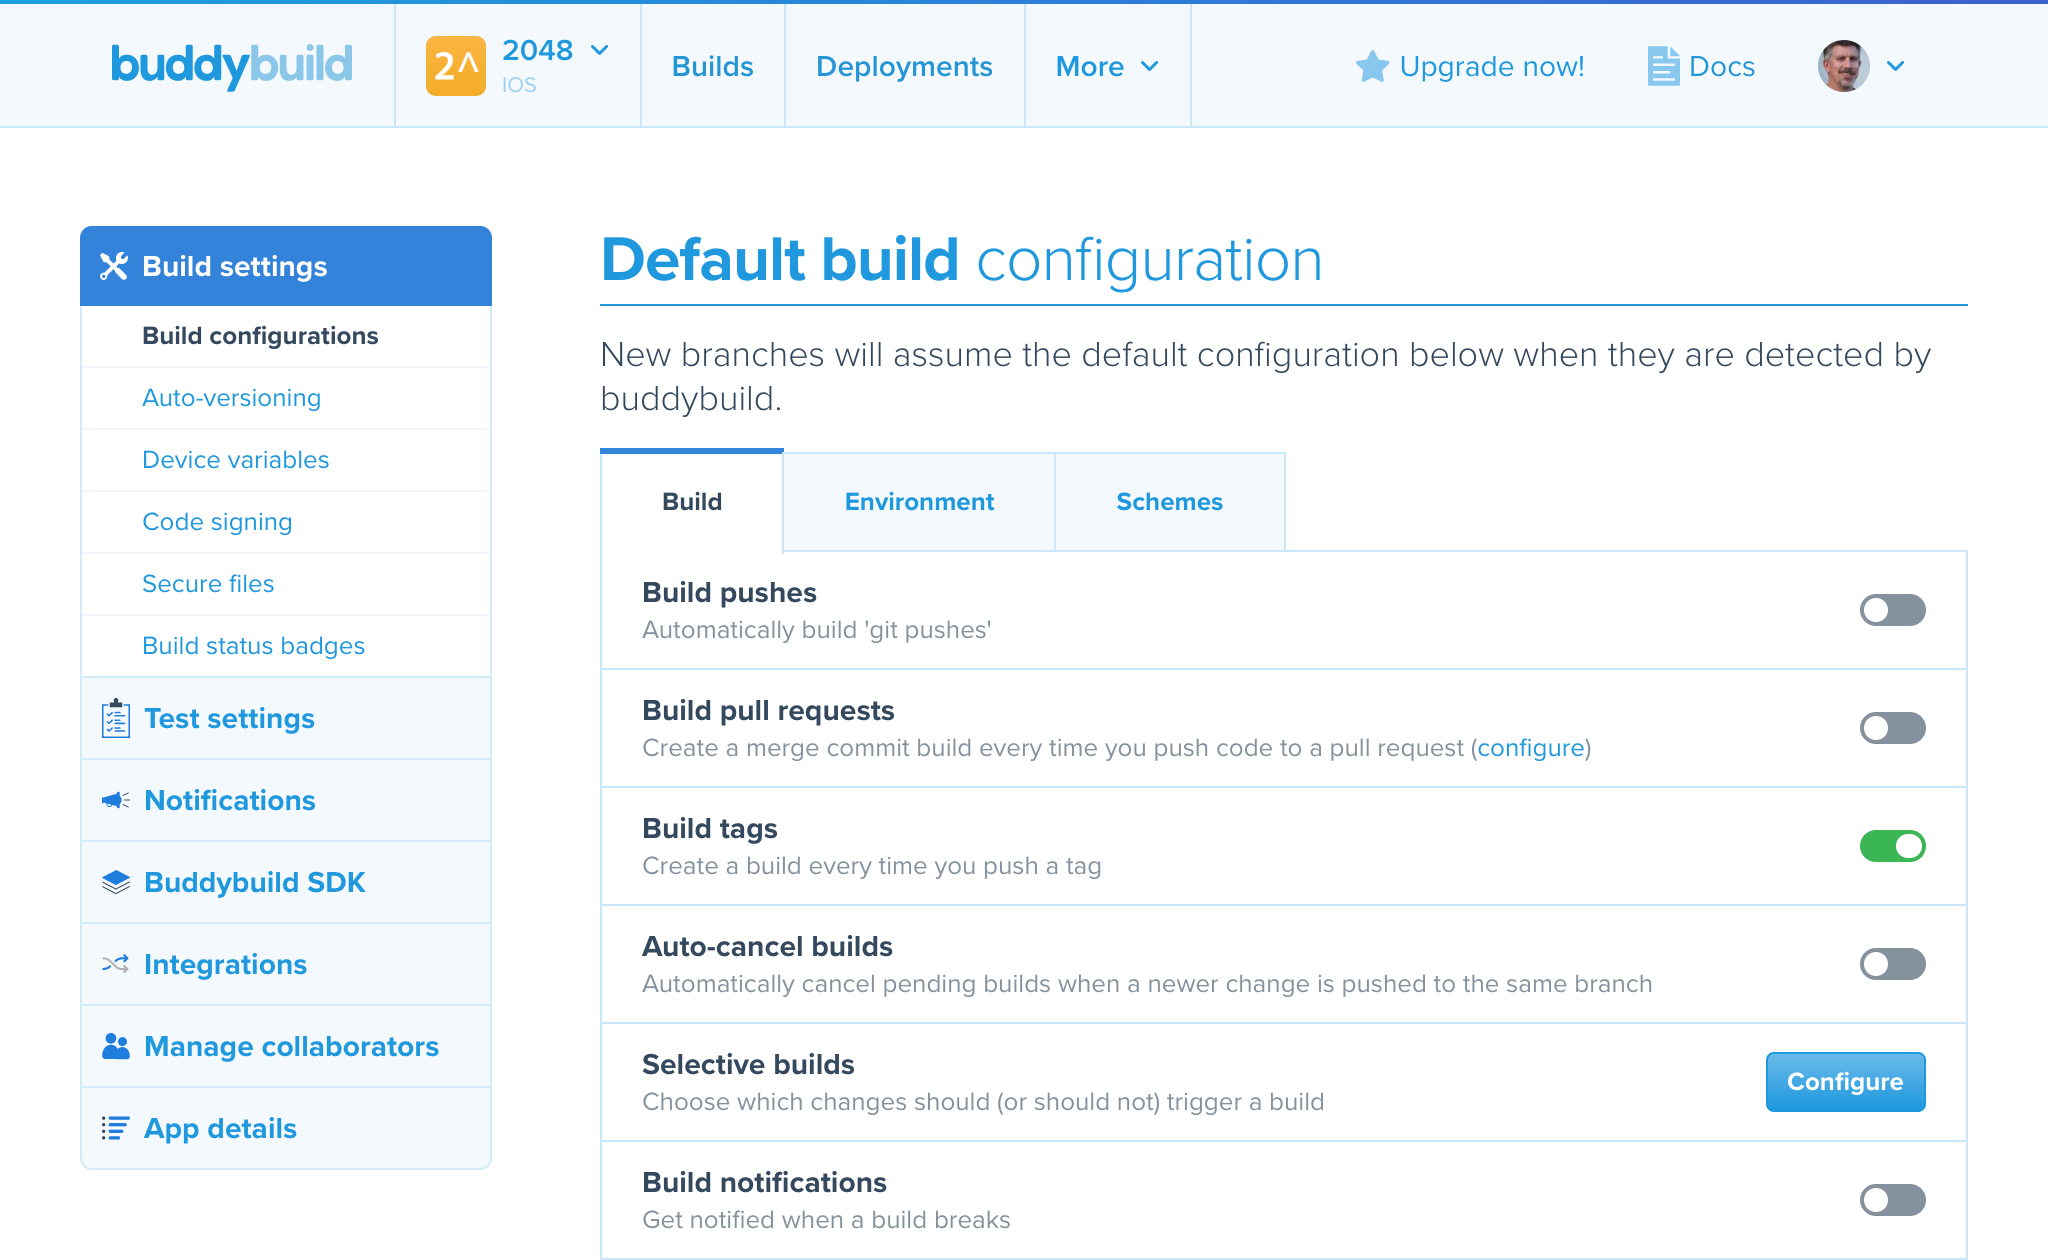 buddybuild
2^
2048
IOS
Builds
Deployments
More
Upgrade now!
Docs
Build settings
Build configurations
Auto-versioning
Device variables
Code signing
Secure files
Build status badges
Test settings
Notifications
Buddybuild SDK
Integrations
Manage collaborators
App details
Default build configuration
New branches will assume the default configuration below when they are detected by
buddybuild.
Build
Environment
Schemes
Build pushes
Automatically build 'git pushes'
Build pull requests
Create a merge commit build every time you push code to a pull request (configure)
Build tags
Create a build every time you push a tag
Auto-cancel builds
Automatically cancel pending builds when a newer change is pushed to the same branch
Selective builds
Choose which changes should (or should not) trigger a build
Configure
Build notifications
Get notified when a build breaks